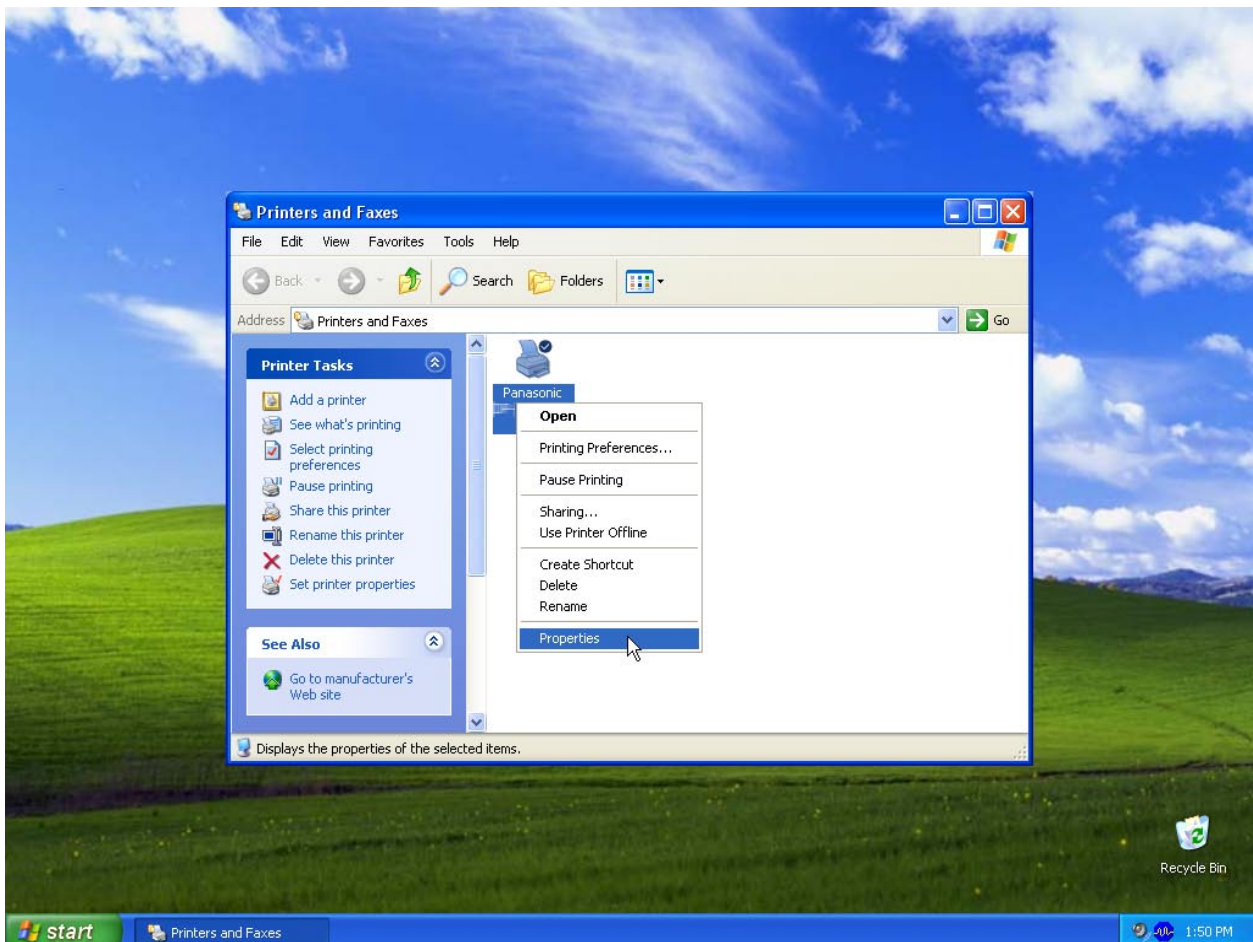 Printers and Faxes
File Edit View Favorites Tools Help
Back Search Folders
Address Printers and Faxes Go
Printer Tasks
Add a printer
See what's printing
Select printing
preferences
Pause printing
Share this printer
Rename this printer
Delete this printer
Set printer properties
See Also
Go to manufacturer's
Web site
Panasonic
Open
Printing Preferences...
Pause Printing
Sharing...
Use Printer Offline
Create Shortcut
Delete
Rename
Properties
Displays the properties of the selected items.
Recycle Bin
start Printers and Faxes 1:50 PM